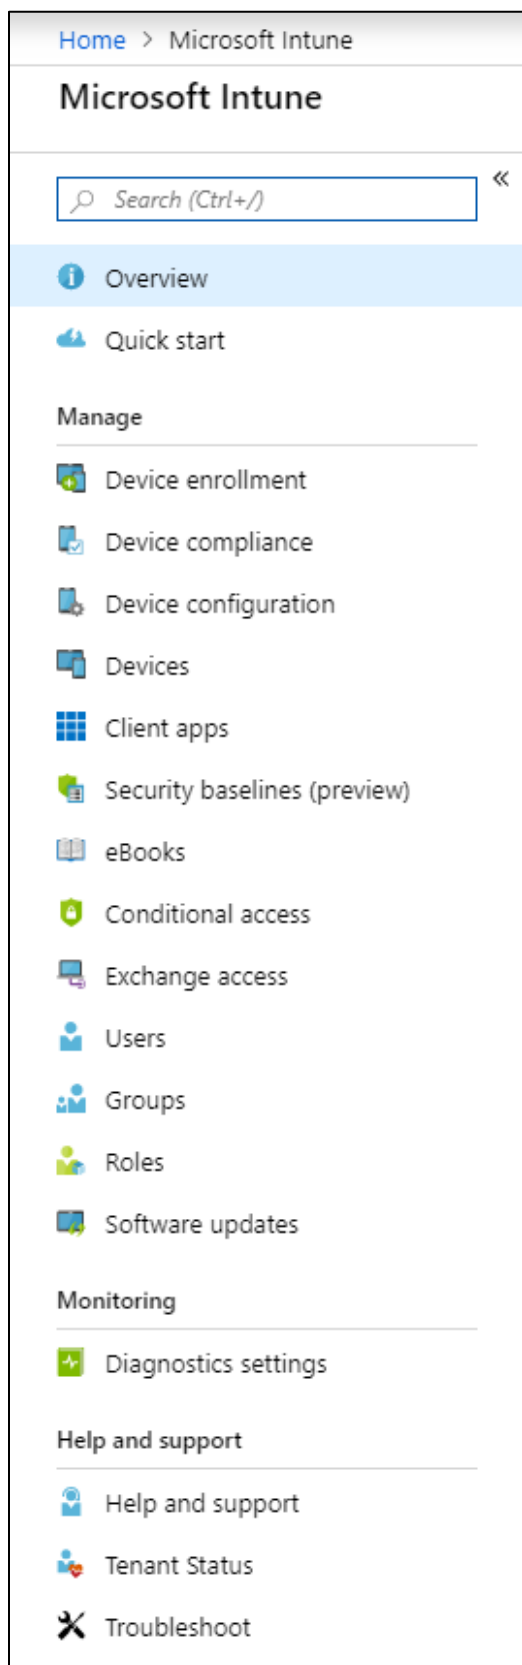 Home > Microsoft Intune
Microsoft Intune
«
Search (Ctrl+/)
Overview
Quick start
Manage
Device enrollment
Device compliance
Device configuration
Devices
Client apps
Security baselines (preview)
eBooks
Conditional access
Exchange access
Users
Groups
Roles
Software updates
Monitoring
Diagnostics settings
Help and support
Help and support
Tenant Status
Troubleshoot